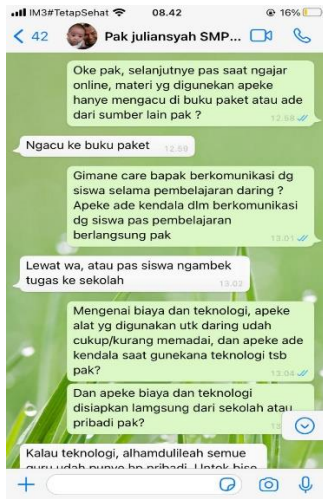 IM3#TetapSehat 08.42 16%
42 Pak juliansyah SMP...
Oke pak, selanjutnye pas saat ngajar
online, materi yg digunekan apeke
hanye mengacu di buku paket atau ade
dari sumber lain pak ?
12.58
Ngacu ke buku paket 12.59
Gimane care bapak berkomunikasi dg
siswa selama pembelajaran daring ?
Apeke ade kendala dlm berkomunikasi
dg siswa pas pembelajaran
berlangsung pak
13.01
Lewat wa, atau pas siswa ngambek
tugas ke sekolah
13.02
Mengenai biaya dan teknologi, apeke
alat yg digunakan utk daring udah
cukup/kurang memadai, dan apeke ade
kendala saat gunekana teknologi tsb
pak?
13.04
Dan apeke biaya dan teknologi
disiapkan lamgsung dari sekolah atau
pribadi pak?
Kalau teknologi, alhamdulileah semue
guru udah punye hp pribadi. Untok bise